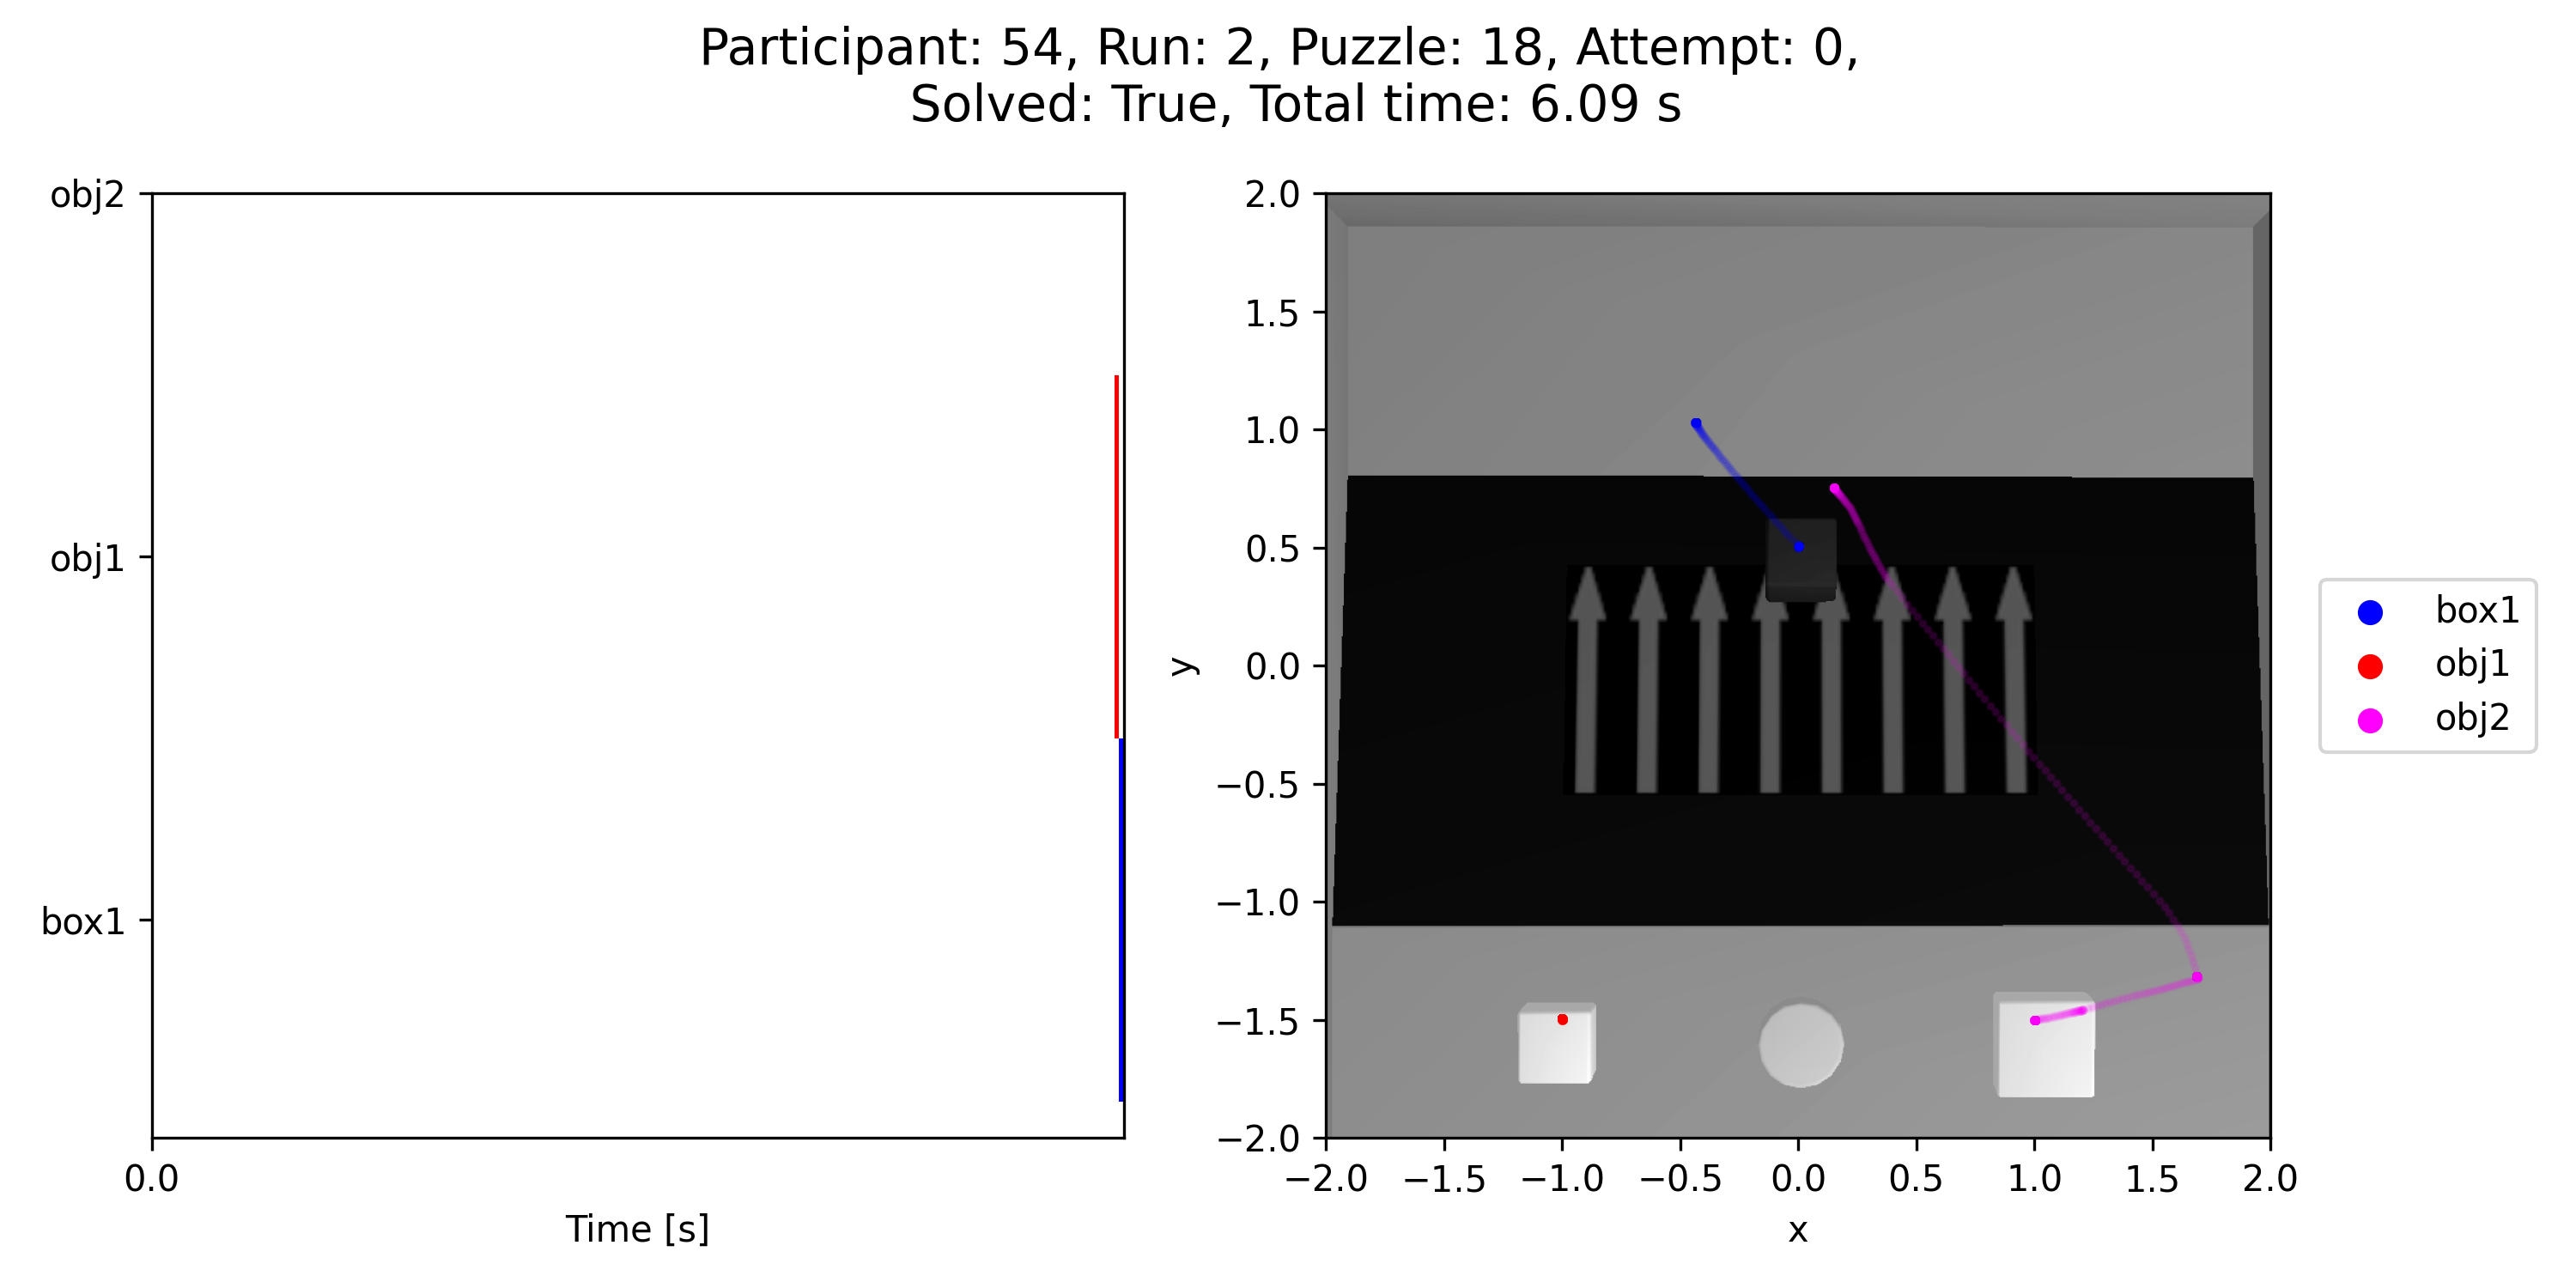 Participant: 54, Run: 2, Puzzle: 18, Attempt: 0,
Solved: True, Total time: 6.09 s
obj2
obj1
box1
0.0
Time [s]
2.0
1.5
1.0
0.5
0.0
−0.5
−1.0
−1.5
−2.0
y
−2.0 −1.5 −1.0 −0.5 0.0 0.5 1.0 1.5 2.0
x
box1
obj1
obj2